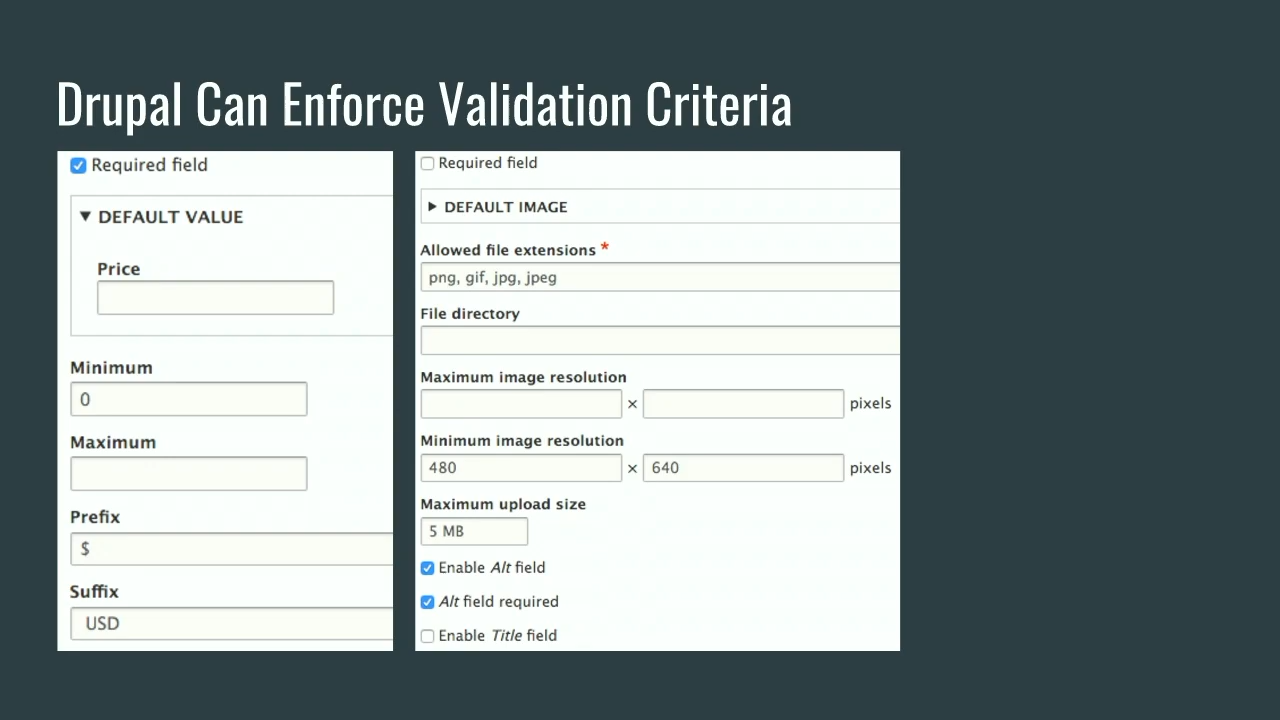 Drupal Can Enforce Validation Criteria
Required field
DEFAULT VALUE
Price
Minimum
0
Maximum
Prefix
$
Suffix
USD
Required field
DEFAULT IMAGE
Allowed file extensions *
png, gif, jpg, jpeg
File directory
Maximum image resolution
× pixels
Minimum image resolution
480 × 640 pixels
Maximum upload size
5 MB
Enable Alt field
Alt field required
Enable Title field